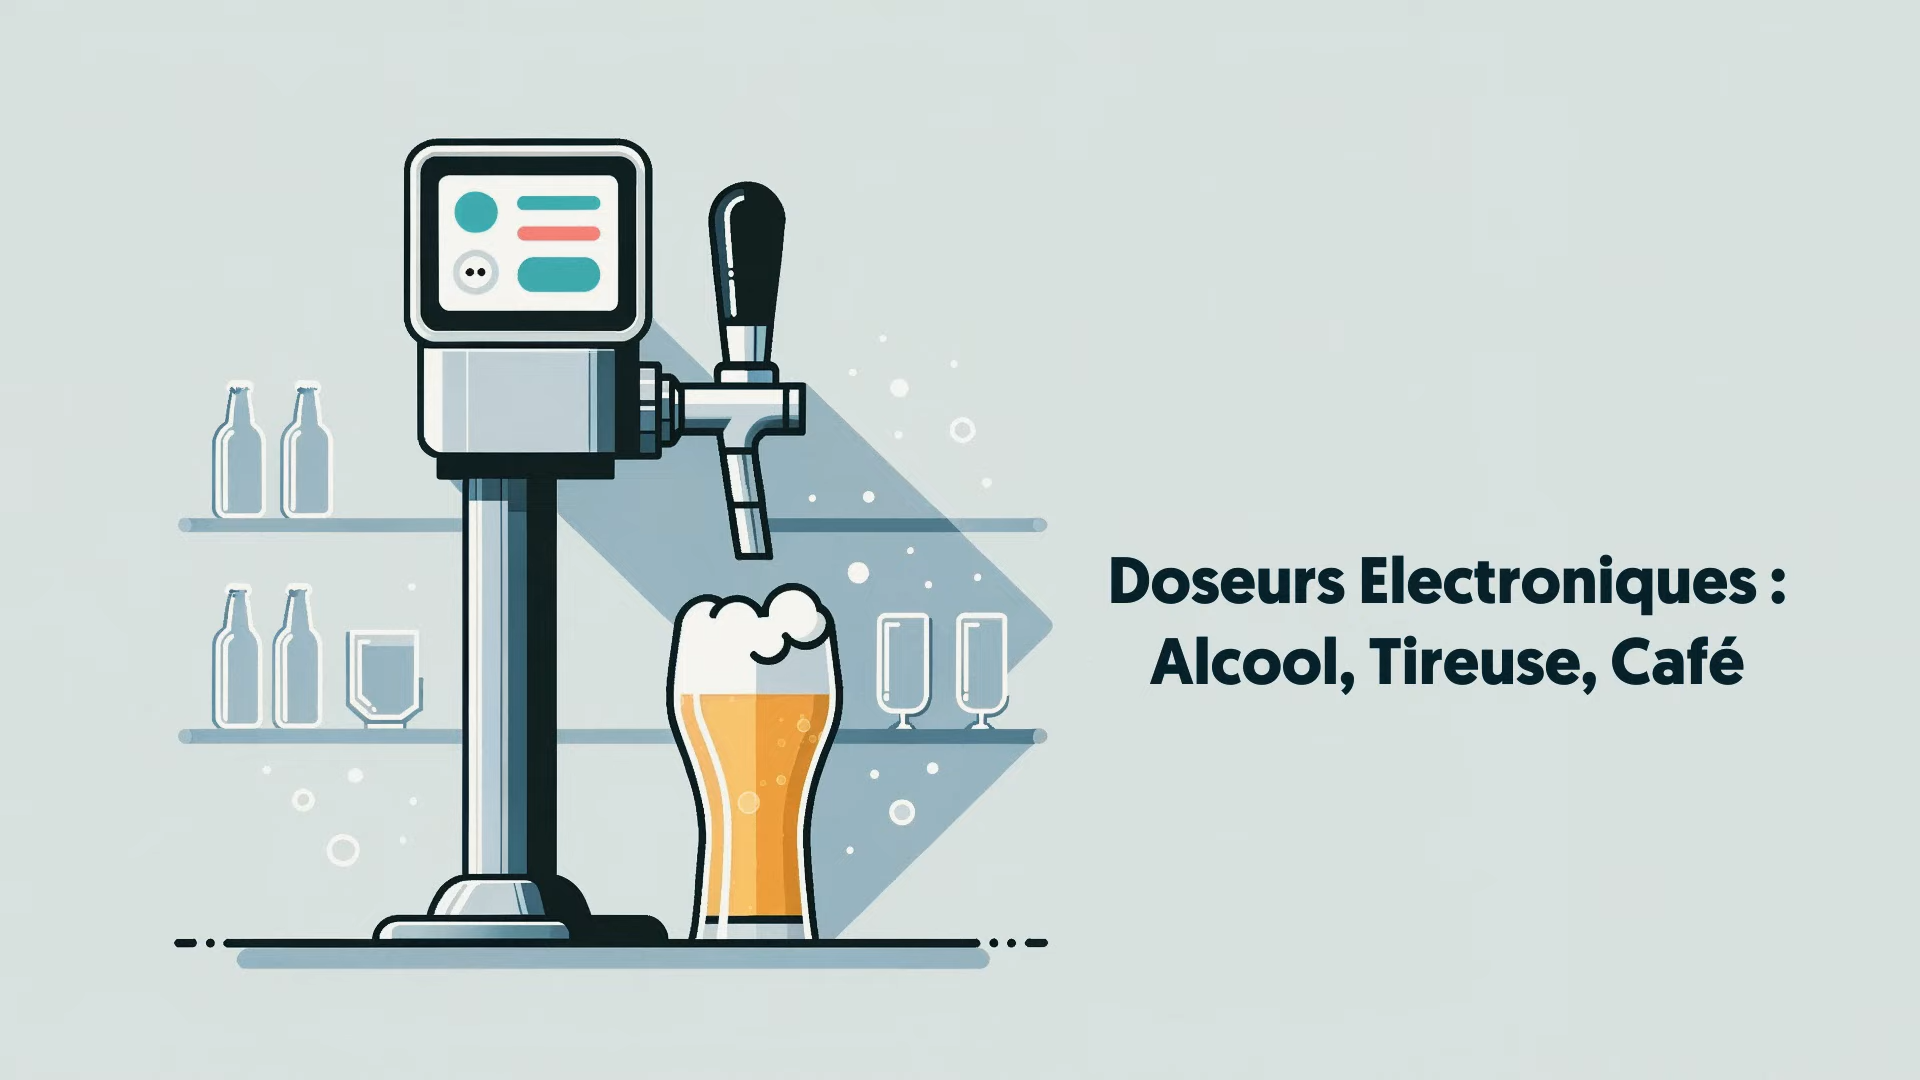 Doseurs Electroniques :
Alcool, Tireuse, Café